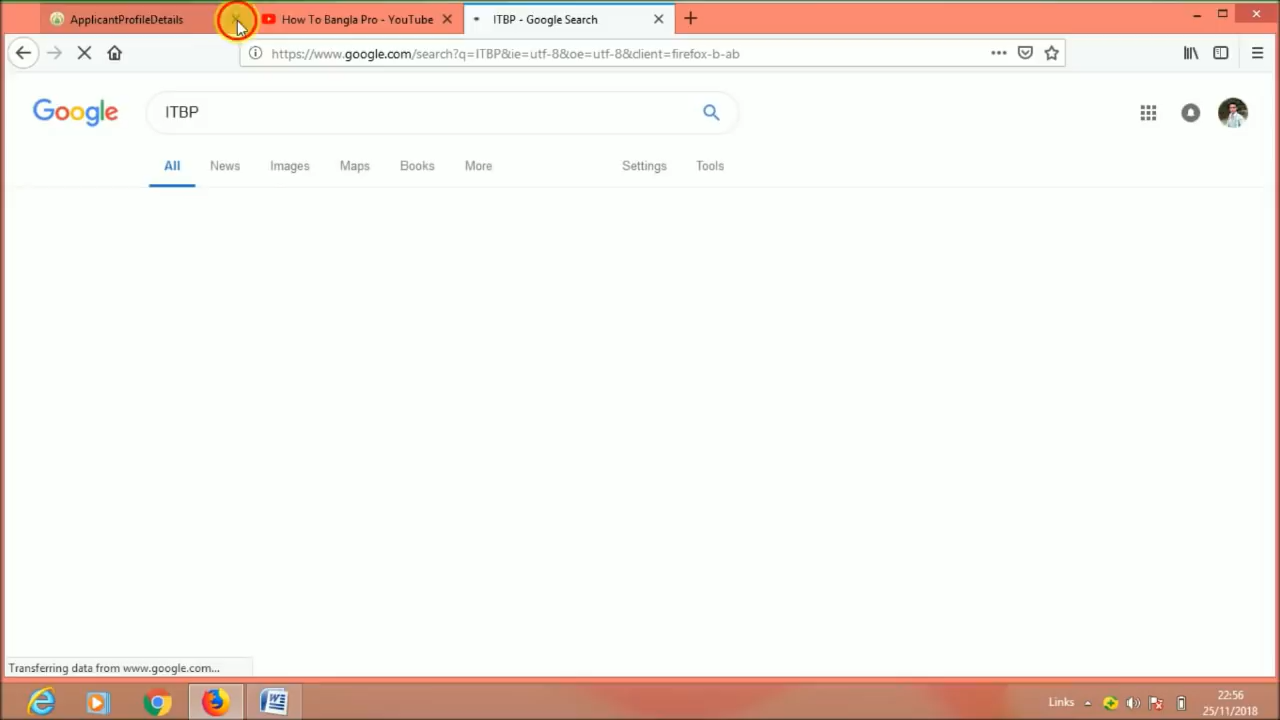 ApplicantProfileDetails
How To Bangla Pro - YouTube
ITBP - Google Search
https://www.google.com/search?q=ITBP&ie=utf-8&oe=utf-8&client=firefox-b-ab
Google
ITBP
All News Images Maps Books More Settings Tools
Transferring data from www.google.com...
Links
22:56
25/11/2018